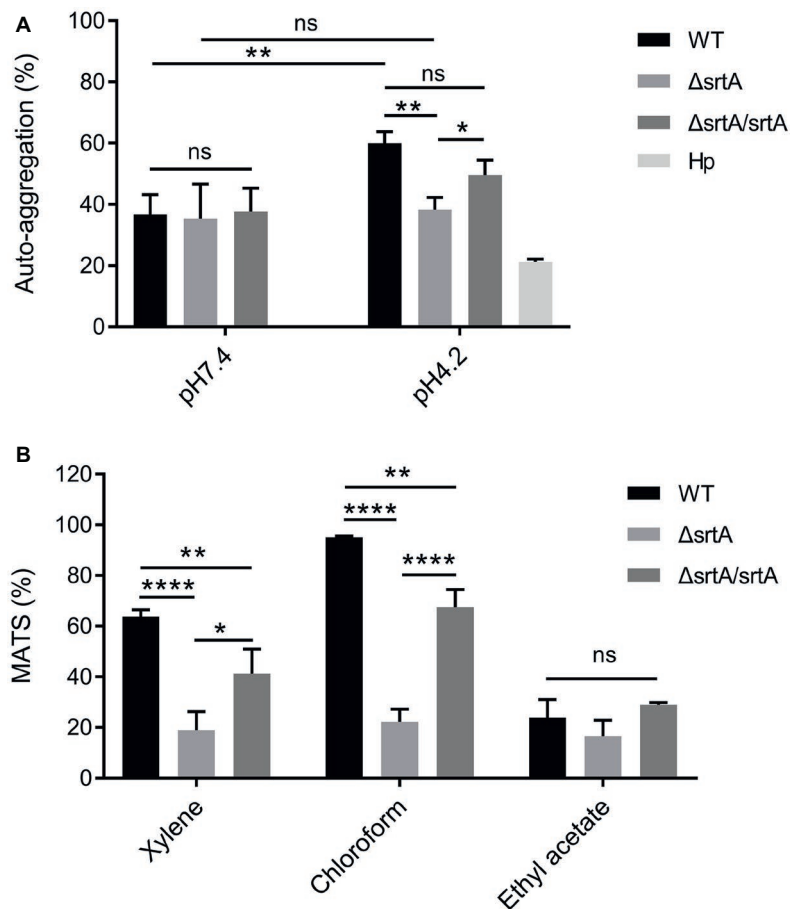 A
Auto-aggregation (%)
100
80
60
40
20
0
ns
**
ns
ns
**
*
pH7.4
pH4.2
WT
ΔsrtA
ΔsrtA/srtA
Hp
B
MATS (%)
120
100
80
60
40
20
0
**
****
*
**
****
****
ns
Xylene
Chloroform
Ethyl acetate
WT
ΔsrtA
ΔsrtA/srtA